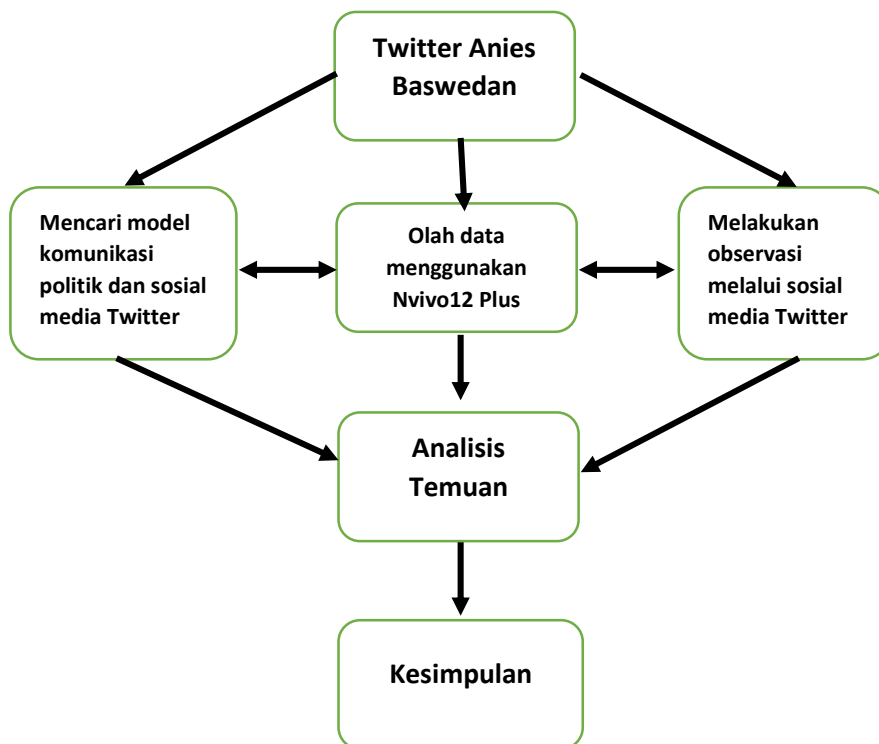 Twitter Anies
Baswedan
Mencari model
komunikasi
politik dan sosial
media Twitter
Olah data
menggunakan
Nvivo12 Plus
Melakukan
observasi
melalui sosial
media Twitter
Analisis
Temuan
Kesimpulan